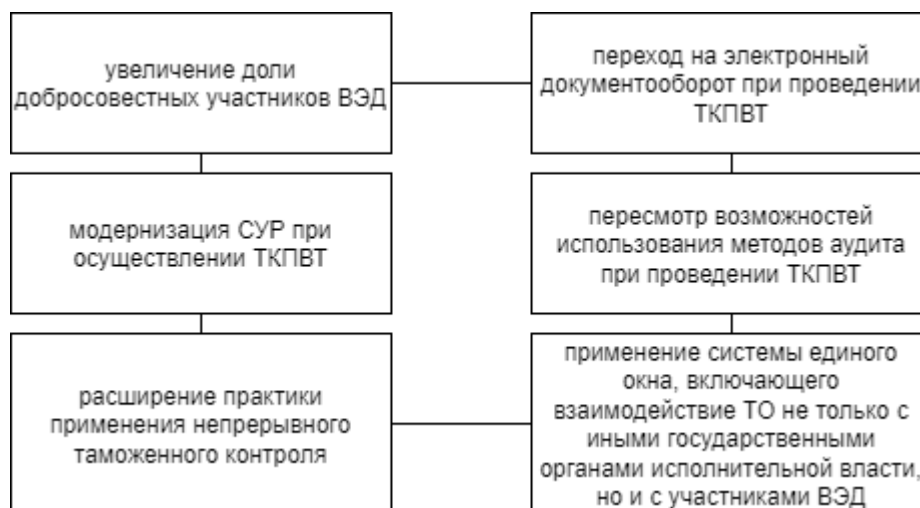 увеличение доли
добросовестных участников ВЭД
переход на электронный
документооборот при проведении
ТКПВТ
модернизация СУР при
осуществлении ТКПВТ
пересмотр возможностей
использования методов аудита
при проведении ТКПВТ
расширение практики
применения непрерывного
таможенного контроля
применение системы единого
окна, включающего
взаимодействие ТО не только с
иными государственными
органами исполнительной власти,
но и с участниками ВЭД